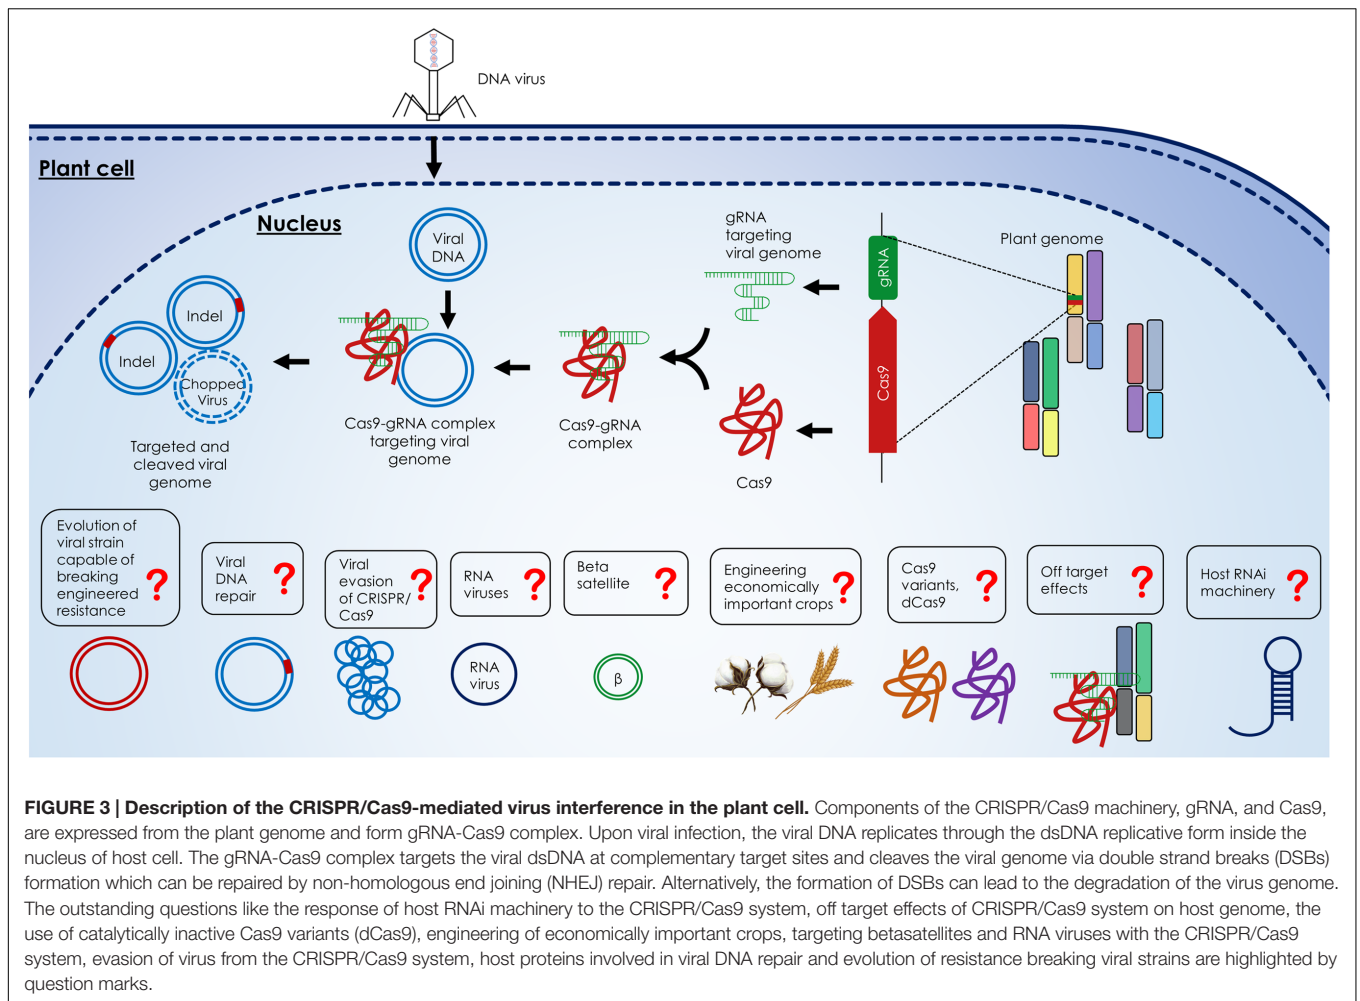 DNA virus
Plant cell
Nucleus
Viral
DNA
gRNA
targeting
viral genome
gRNA
Cas9
Plant genome
Indel
Indel
Chopped
Virus
Targeted and
cleaved viral
genome
Cas9-gRNA complex
targeting viral
genome
Cas9-gRNA
complex
Cas9
Evolution of
viral strain
capable of
breaking
engineered
resistance
?
Viral
DNA
repair
?
Viral
evasion
of CRISPR/
Cas9
?
RNA
viruses
?
Beta
satellite
?
Engineering
economically
important crops
?
Cas9
variants,
dCas9
?
Off target
effects
?
Host RNAi
machinery
?
RNA
virus
β
FIGURE 3 | Description of the CRISPR/Cas9-mediated virus interference in the plant cell. Components of the CRISPR/Cas9 machinery, gRNA, and Cas9,
are expressed from the plant genome and form gRNA-Cas9 complex. Upon viral infection, the viral DNA replicates through the dsDNA replicative form inside the
nucleus of host cell. The gRNA-Cas9 complex targets the viral dsDNA at complementary target sites and cleaves the viral genome via double strand breaks (DSBs)
formation which can be repaired by non-homologous end joining (NHEJ) repair. Alternatively, the formation of DSBs can lead to the degradation of the virus genome.
The outstanding questions like the response of host RNAi machinery to the CRISPR/Cas9 system, off target effects of CRISPR/Cas9 system on host genome, the
use of catalytically inactive Cas9 variants (dCas9), engineering of economically important crops, targeting betasatellites and RNA viruses with the CRISPR/Cas9
system, evasion of virus from the CRISPR/Cas9 system, host proteins involved in viral DNA repair and evolution of resistance breaking viral strains are highlighted by
question marks.